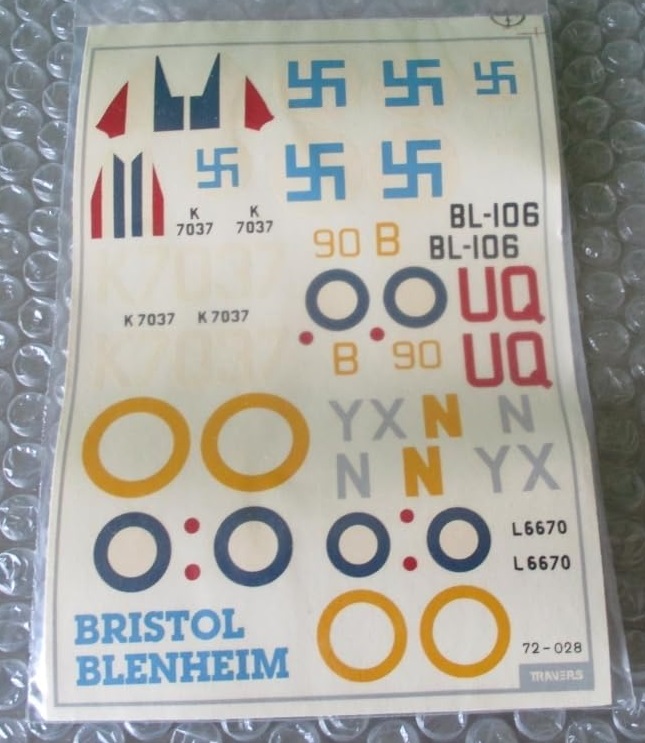 K
7037
K
7037
BL-106
90 B
BL-106
K7037
UQ
K 7037
K 7037
B
90
UQ
K7037
YX
N
N
N
N
YX
L6670
L6670
BRISTOL
BLENHEIM
72-028
TRAVERS